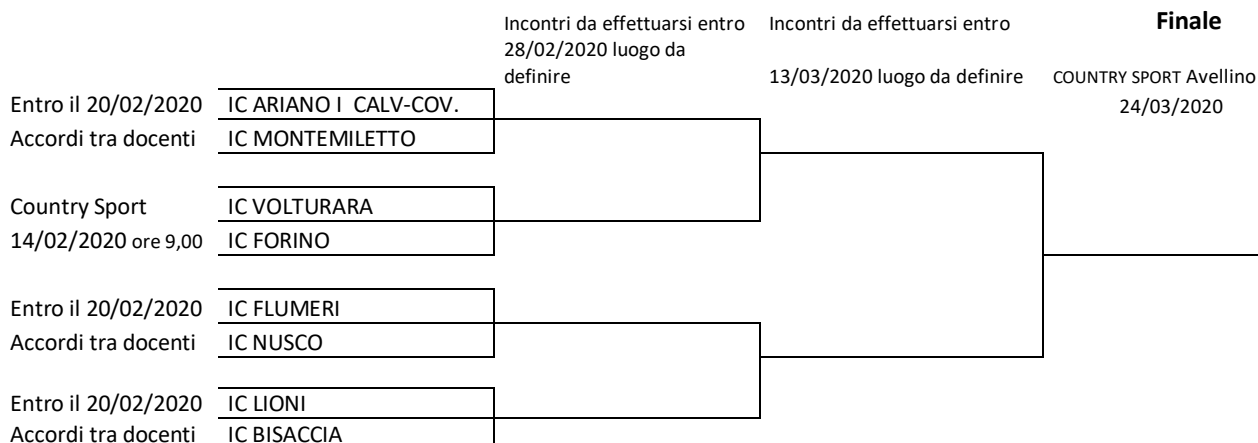 Incontri da effettuarsi entro 28/02/2020 luogo da definire
Incontri da effettuarsi entro
13/03/2020 luogo da definire
Finale
COUNTRY SPORT Avellino
24/03/2020
Entro il 20/02/2020 IC ARIANO I CALV-COV.
Accordi tra docenti IC MONTEMILETTO
Country Sport IC VOLTURARA
14/02/2020 ore 9,00 IC FORINO
Entro il 20/02/2020 IC FLUMERI
Accordi tra docenti IC NUSCO
Entro il 20/02/2020 IC LIONI
Accordi tra docenti IC BISACCIA